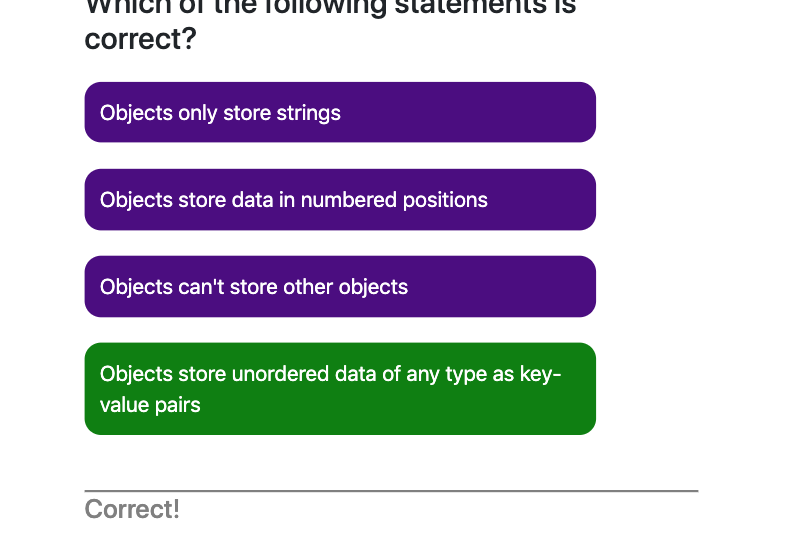 Which of the following statements is
correct?
Objects only store strings
Objects store data in numbered positions
Objects can't store other objects
Objects store unordered data of any type as key-
value pairs
Correct!